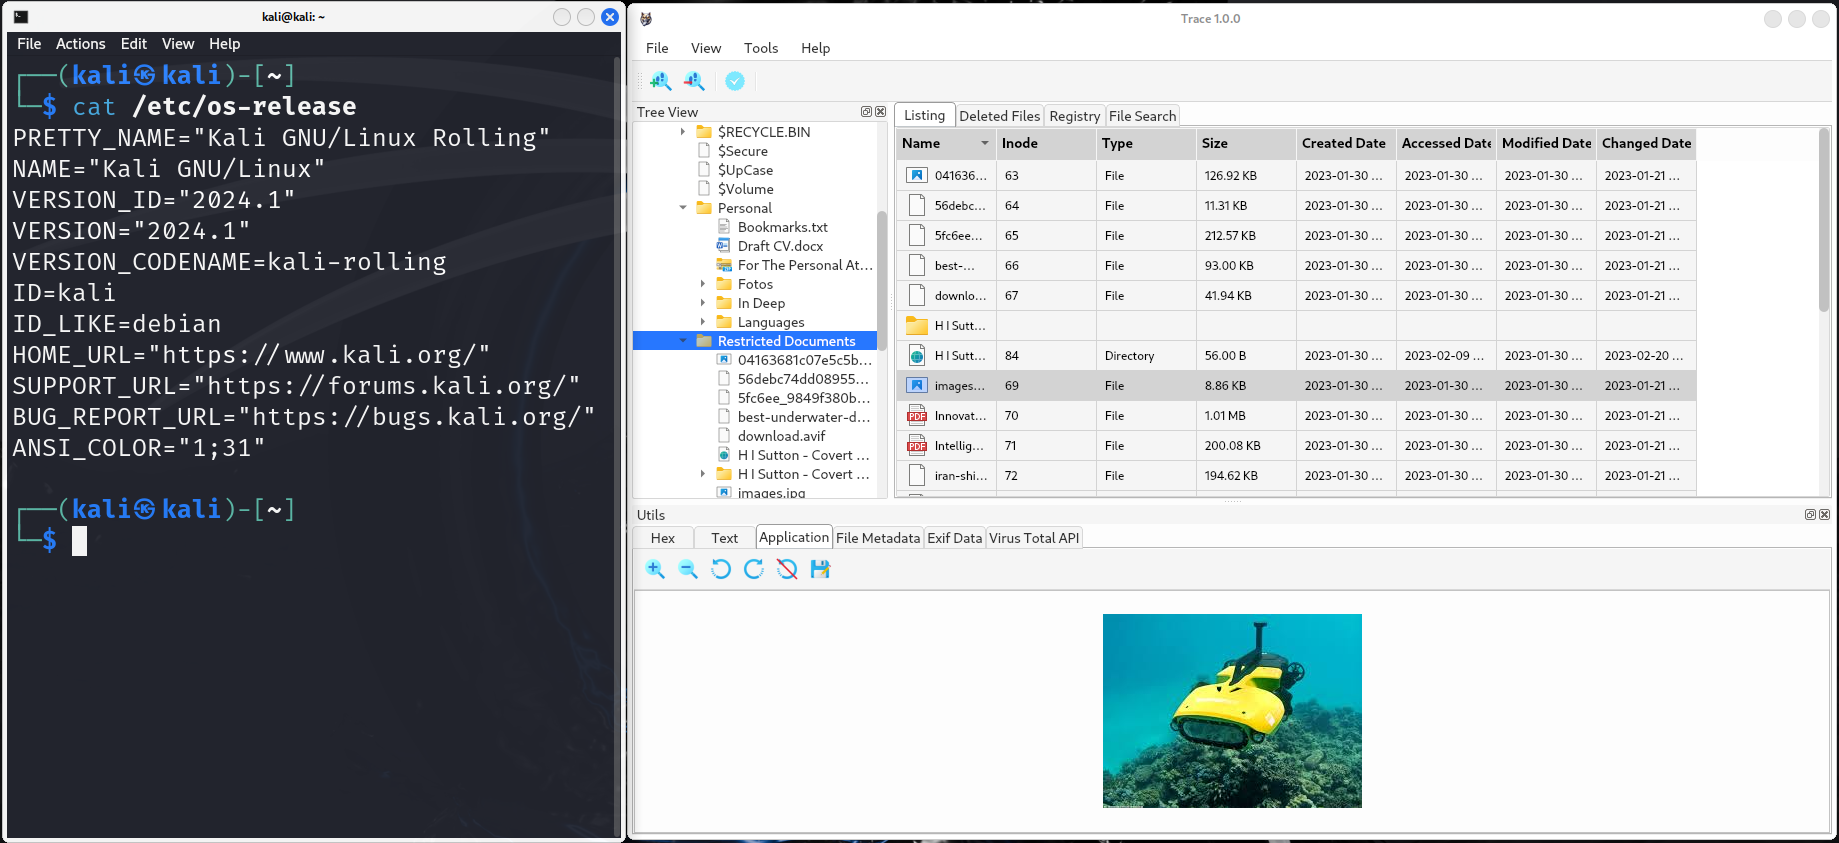 kali@kali: ~
File Actions Edit View Help
┌──(kali㉿kali)-[~]
└─$ cat /etc/os-release
PRETTY_NAME="Kali GNU/Linux Rolling"
NAME="Kali GNU/Linux"
VERSION_ID="2024.1"
VERSION="2024.1"
VERSION_CODENAME=kali-rolling
ID=kali
ID_LIKE=debian
HOME_URL="https://www.kali.org/"
SUPPORT_URL="https://forums.kali.org/"
BUG_REPORT_URL="https://bugs.kali.org/"
ANSI_COLOR="1;31"
┌──(kali㉿kali)-[~]
└─$
Trace 1.0.0
File View Tools Help
Tree View
$RECYCLE.BIN
$Secure
$UpCase
$Volume
Personal
Bookmarks.txt
Draft CV.docx
For The Personal At...
Fotos
In Deep
Languages
Restricted Documents
04163681c07e5c5b...
56debc74dd08955...
5fc6ee_9849f380b...
best-underwater-d...
download.avif
H I Sutton - Covert ...
H I Sutton - Covert ...
images.jpg
Listing Deleted Files Registry File Search
Name Inode Type Size Created Date Accessed Date Modified Date Changed Date
041636... 63 File 126.92 KB 2023-01-30 ... 2023-01-30 ... 2023-01-30 ... 2023-01-21 ...
56debc... 64 File 11.31 KB 2023-01-30 ... 2023-01-30 ... 2023-01-30 ... 2023-01-21 ...
5fc6ee... 65 File 212.57 KB 2023-01-30 ... 2023-01-30 ... 2023-01-30 ... 2023-01-21 ...
best-... 66 File 93.00 KB 2023-01-30 ... 2023-01-30 ... 2023-01-30 ... 2023-01-21 ...
downlo... 67 File 41.94 KB 2023-01-30 ... 2023-01-30 ... 2023-01-30 ... 2023-01-21 ...
H I Sutt...
H I Sutt... 84 Directory 56.00 B 2023-01-30 ... 2023-02-09 ... 2023-01-30 ... 2023-02-20 ...
images... 69 File 8.86 KB 2023-01-30 ... 2023-01-30 ... 2023-01-30 ... 2023-01-21 ...
Innovat... 70 File 1.01 MB 2023-01-30 ... 2023-01-30 ... 2023-01-30 ... 2023-01-21 ...
Intellig... 71 File 200.08 KB 2023-01-30 ... 2023-01-30 ... 2023-01-30 ... 2023-01-21 ...
iran-shi... 72 File 194.62 KB 2023-01-30 ... 2023-01-30 ... 2023-01-30 ... 2023-01-21 ...
Utils
Hex Text Application File Metadata Exif Data Virus Total API